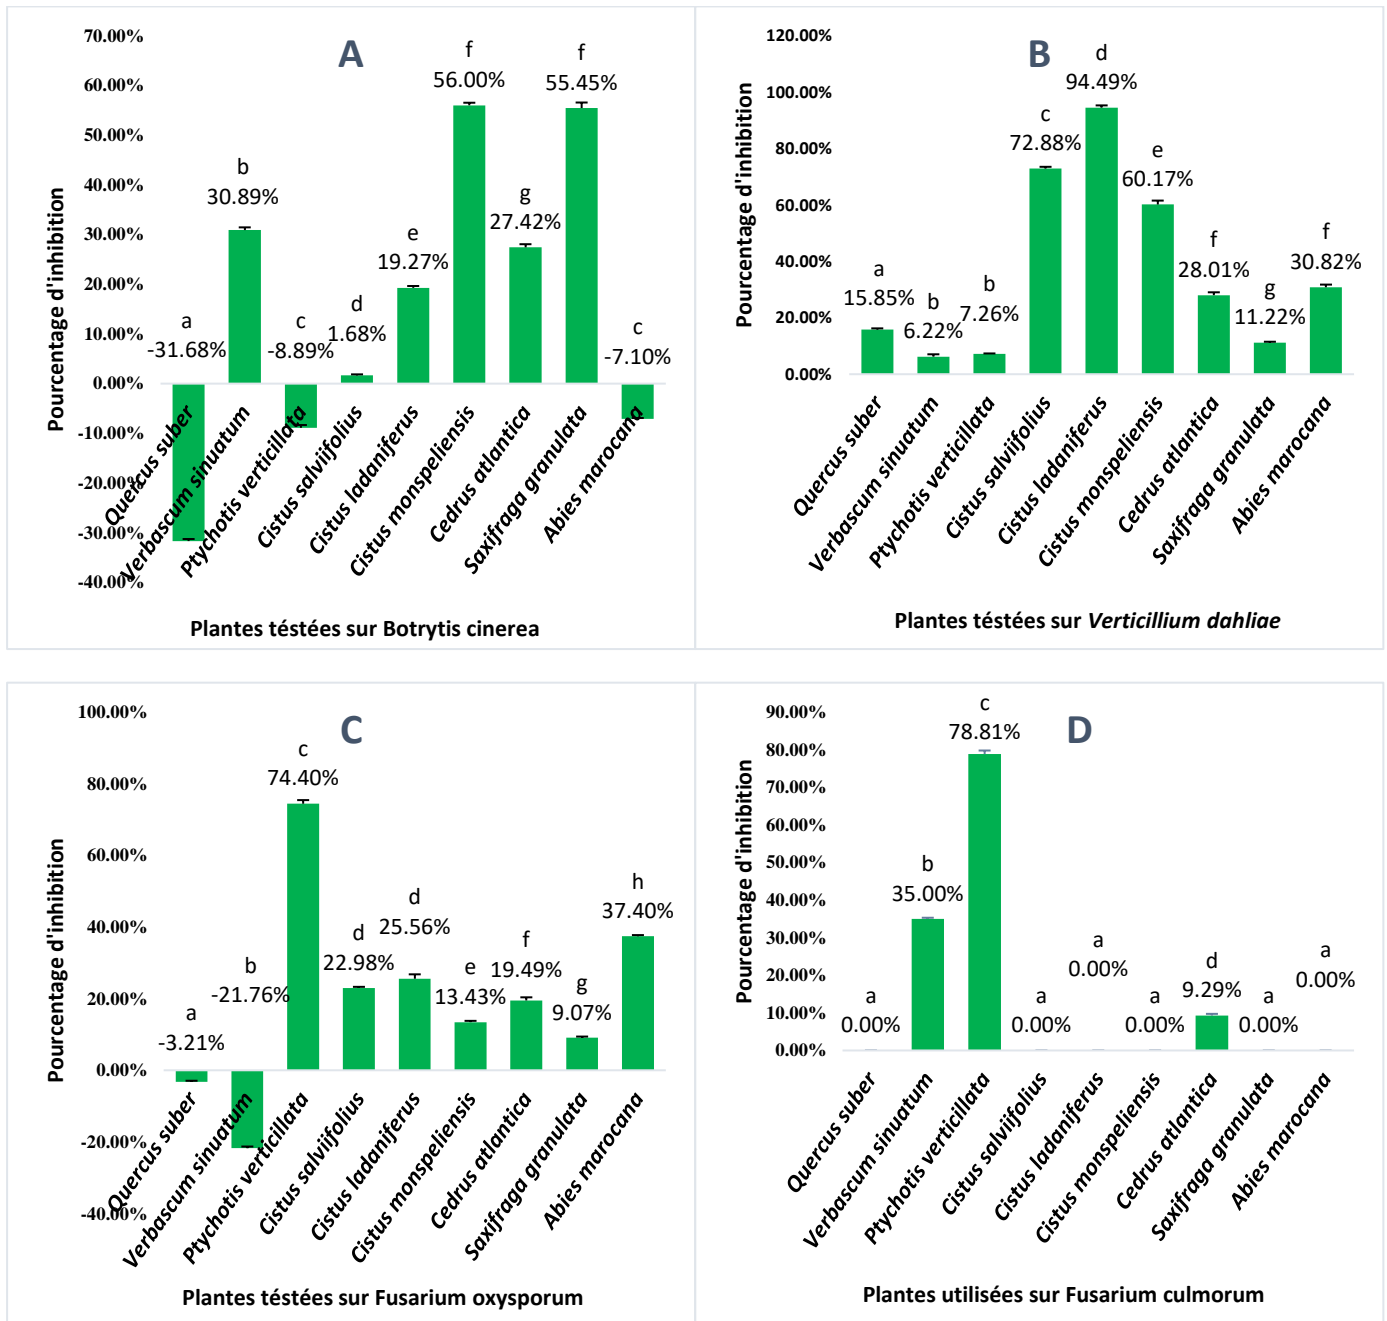 A
Pourcentage d'inhibition
70.00%
60.00%
50.00%
40.00%
30.00%
20.00%
10.00%
0.00%
-10.00%
-20.00%
-30.00%
-40.00%
a
-31.68%
b
30.89%
c
-8.89%
d
1.68%
e
19.27%
f
56.00%
g
27.42%
f
55.45%
c
-7.10%
Quercus suber
Verbascum sinuatum
Ptychotis verticillata
Cistus salviifolius
Cistus ladaniferus
Cistus monspeliensis
Cedrus atlantica
Saxifraga granulata
Abies marocana
Plantes téstées sur Botrytis cinerea
B
Pourcentage d'inhibition
120.00%
100.00%
80.00%
60.00%
40.00%
20.00%
0.00%
a
15.85%
b
6.22%
b
7.26%
c
72.88%
d
94.49%
e
60.17%
f
28.01%
g
11.22%
f
30.82%
Quercus suber
Verbascum sinuatum
Ptychotis verticillata
Cistus salviifolius
Cistus ladaniferus
Cistus monspeliensis
Cedrus atlantica
Saxifraga granulata
Abies marocana
Plantes téstées sur Verticillium dahliae
C
Pourcentage d'inhibition
100.00%
80.00%
60.00%
40.00%
20.00%
0.00%
-20.00%
-40.00%
a
-3.21%
b
-21.76%
c
74.40%
d
22.98%
d
25.56%
e
13.43%
f
19.49%
g
9.07%
h
37.40%
Quercus suber
Verbascum sinuatum
Ptychotis verticillata
Cistus salviifolius
Cistus ladaniferus
Cistus monspeliensis
Cedrus atlantica
Saxifraga granulata
Abies marocana
Plantes téstées sur Fusarium oxysporum
D
Pourcentage d'inhibition
90.00%
80.00%
70.00%
60.00%
50.00%
40.00%
30.00%
20.00%
10.00%
0.00%
a
0.00%
b
35.00%
c
78.81%
a
0.00%
a
0.00%
a
0.00%
d
9.29%
a
0.00%
a
0.00%
Quercus suber
Verbascum sinuatum
Ptychotis verticillata
Cistus salviifolius
Cistus ladaniferus
Cistus monspeliensis
Cedrus atlantica
Saxifraga granulata
Abies marocana
Plantes utilisées sur Fusarium culmorum